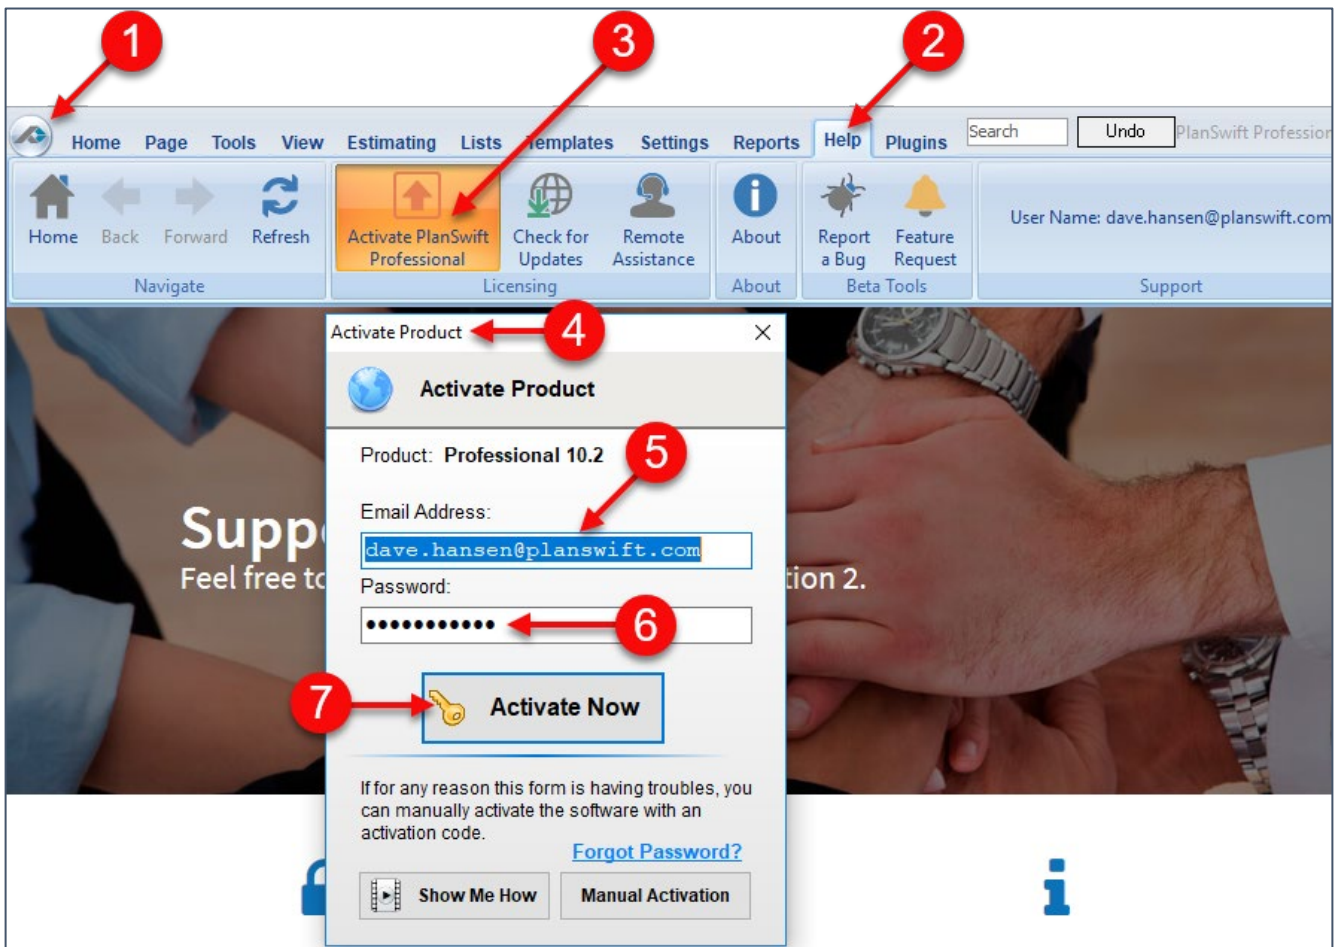 1
3
2
Home Page Tools View Estimating Lists Templates Settings Reports Help Plugins Search Undo PlanSwift Profession
Home Back Forward Refresh Activate PlanSwift Professional Check for Updates Remote Assistance About Report a Bug Feature Request User Name: dave.hansen@planswift.com
Navigate Licensing About Beta Tools Support
Activate Product 4
Activate Product
Product: Professional 10.2 5
Email Address:
Supp
dave.hansen@planswift.com
Feel free to
tion 2.
Password:
●●●●●●●●●●● 6
7 Activate Now
If for any reason this form is having troubles, you
can manually activate the software with an
activation code.
Forgot Password?
Show Me How Manual Activation